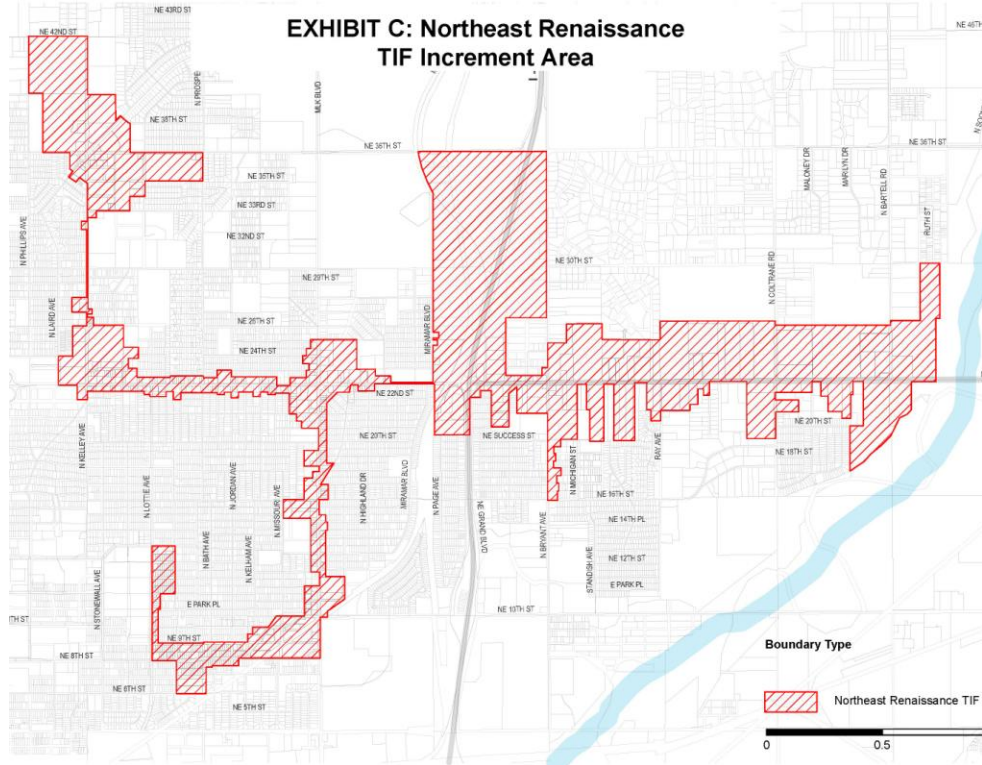 EXHIBIT C: Northeast Renaissance
TIF Increment Area
NE 43RD ST
NE 42ND ST
NE 46TH
N PROSPE
MLK BLVD
NE 38TH ST
NE 36TH ST
NE 36TH ST
NE 35TH ST
NE 33RD ST
NE 32ND ST
NE 30TH ST
NE 29TH ST
NE 26TH ST
NE 24TH ST
NE 22ND ST
NE 20TH ST
NE SUCCESS ST
NE 20TH ST
NE 18TH ST
NE 16TH ST
NE 14TH PL
NE 12TH ST
E PARK PL
E PARK PL
NE 10TH ST
NE 9TH ST
NE 8TH ST
NE 6TH ST
NE 5TH ST
TH ST
N PHILLIPS AVE
N LAIRD AVE
N KELLEY AVE
N LOTTIE AVE
N STONEWALL AVE
N BATH AVE
N JORDAN AVE
N KELHAM AVE
N MISSOURI AVE
N HIGHLAND DR
MIRAMAR BLVD
MIRAMAR BLVD
N PAGE AVE
NE GRAND BLVD
N BRYANT AVE
N MICHIGAN ST
STANDISH AVE
RAY AVE
N COLTRANE RD
MALONEY DR
MARILYN DR
N BARTELL RD
RUTH ST
N SOO
Boundary Type
Northeast Renaissance TIF
0
0.5